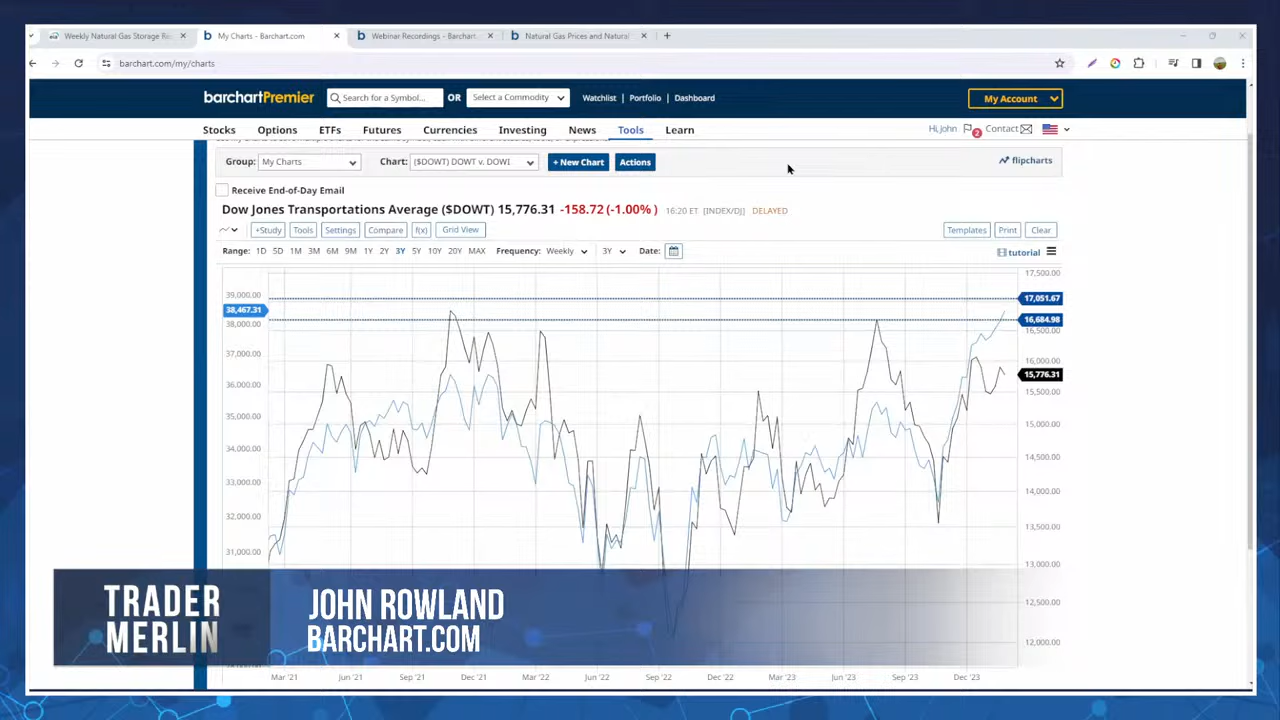 Weekly Natural Gas Storage Re
My Charts - Barchart.com
Webinar Recordings - Barchart.
Natural Gas Prices and Natural
barchart.com/my/charts
barchartPremier
Search for a Symbol...
OR
Select a Commodity
Watchlist
Portfolio
Dashboard
My Account
Stocks
Options
ETFs
Futures
Currencies
Investing
News
Tools
Learn
Hi John
2
Contact
Group:
My Charts
Chart:
($DOWT) DOWT v. DOWI
+ New Chart
Actions
flipcharts
Receive End-of-Day Email
Dow Jones Transportations Average ($DOWT) 15,776.31 -158.72 (-1.00% ) 16:20 ET [INDEX/DJ] DELAYED
+Study
Tools
Settings
Compare
f(x)
Grid View
Templates
Print
Clear
Range: 1D 5D 1M 3M 6M 9M 1Y 2Y 3Y 5Y 10Y 20Y MAX Frequency: Weekly 3Y Date:
tutorial
39,000.00
38,467.31
38,000.00
37,000.00
36,000.00
35,000.00
34,000.00
33,000.00
32,000.00
31,000.00
17,500.00
17,051.67
16,684.98
16,500.00
16,000.00
15,776.31
15,500.00
15,000.00
14,500.00
14,000.00
13,500.00
13,000.00
12,500.00
12,000.00
TRADER
MERLIN
JOHN ROWLAND
BARCHART.COM
Mar '21 Jun '21 Sep '21 Dec '21 Mar '22 Jun '22 Sep '22 Dec '22 Mar '23 Jun '23 Sep '23 Dec '23